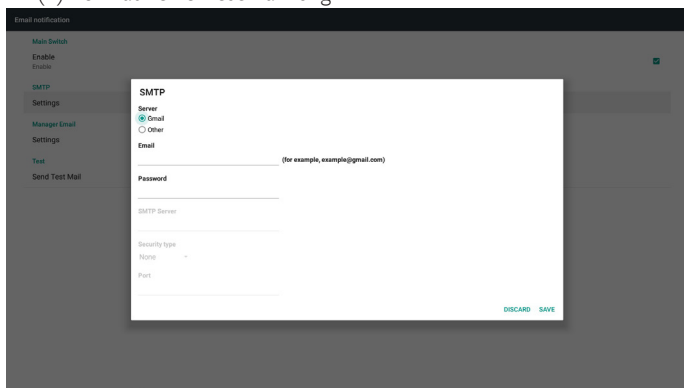 Email notification
Main Switch
Enable
Enable
SMTP
Settings
Manager Email
Settings
Test
Send Test Mail
SMTP
Server
Gmail
Other
Email
(for example, example@gmail.com)
Password
SMTP Server
Security type
None
Port
DISCARD SAVE